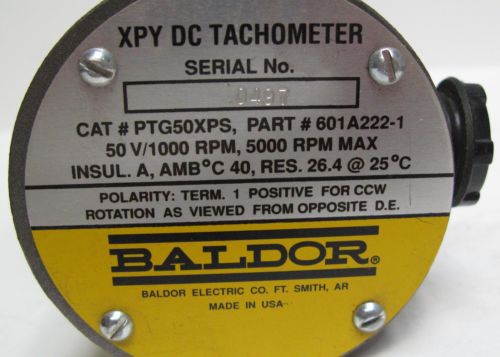 XPY DC TACHOMETER
SERIAL No.
0497
CAT # PTG50XPS, PART # 601A222-1
50 V/1000 RPM, 5000 RPM MAX
INSUL. A, AMB°C 40, RES. 26.4 @ 25°C
POLARITY: TERM. 1 POSITIVE FOR CCW
ROTATION AS VIEWED FROM OPPOSITE D.E.
BALDOR®
BALDOR ELECTRIC CO. FT. SMITH, AR
MADE IN USA